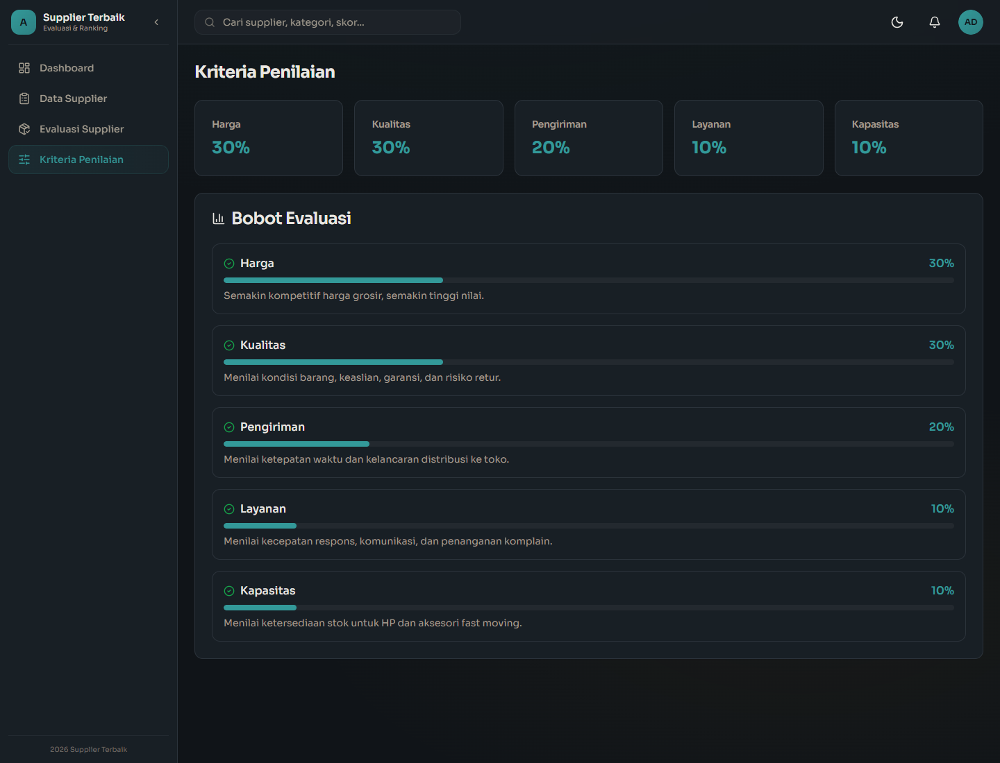 A
Supplier Terbaik
Evaluasi & Ranking
Dashboard
Data Supplier
Evaluasi Supplier
Kriteria Penilaian
2026 Supplier Terbaik
Cari supplier, kategori, skor...
AD
Kriteria Penilaian
Harga
30%
Kualitas
30%
Pengiriman
20%
Layanan
10%
Kapasitas
10%
Bobot Evaluasi
Harga 30%
Semakin kompetitif harga grosir, semakin tinggi nilai.
Kualitas 30%
Menilai kondisi barang, keaslian, garansi, dan risiko retur.
Pengiriman 20%
Menilai ketepatan waktu dan kelancaran distribusi ke toko.
Layanan 10%
Menilai kecepatan respons, komunikasi, dan penanganan komplain.
Kapasitas 10%
Menilai ketersediaan stok untuk HP dan aksesori fast moving.